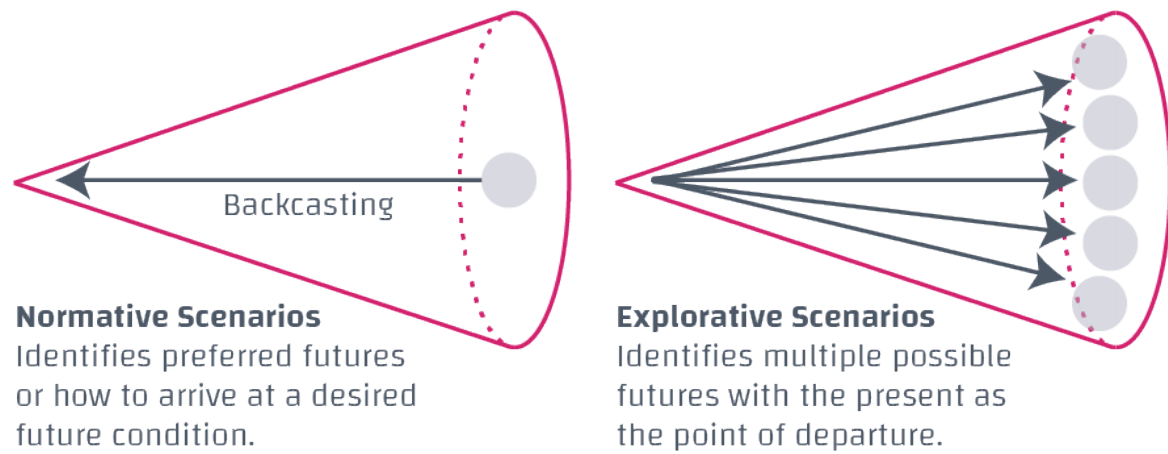 Backcasting
Normative Scenarios
Identifies preferred futures
or how to arrive at a desired
future condition.
Explorative Scenarios
Identifies multiple possible
futures with the present as
the point of departure.